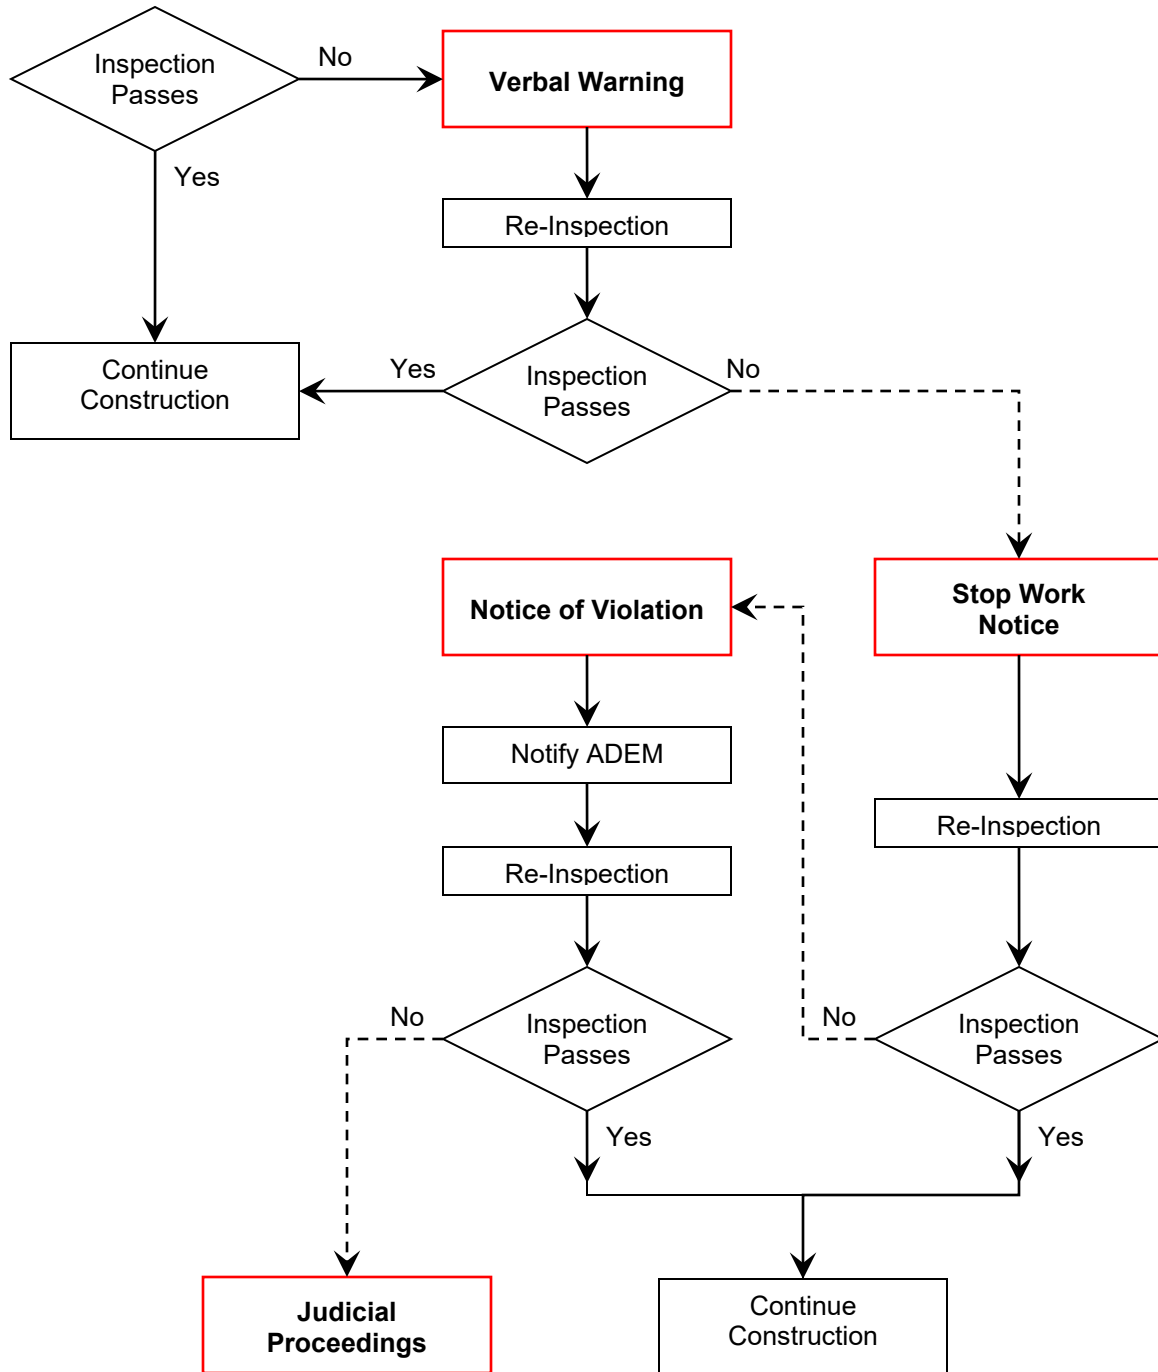 Inspection
Passes
No
Verbal Warning
Yes
Re-Inspection
Continue
Construction
Yes
Inspection
Passes
No
Notice of Violation
Stop Work
Notice
Notify ADEM
Re-Inspection
Re-Inspection
No
Inspection
Passes
No
Inspection
Passes
Yes
Yes
Judicial
Proceedings
Continue
Construction